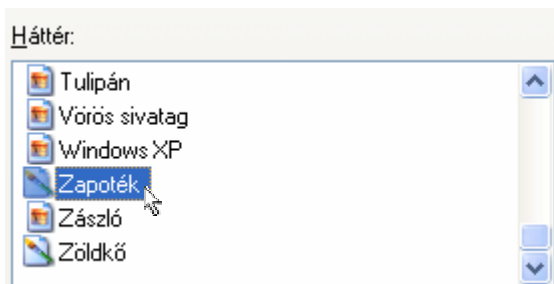 Háttér:
Tulipán
Vörös sivatag
Windows XP
Zapoték
Zászló
Zöldkő